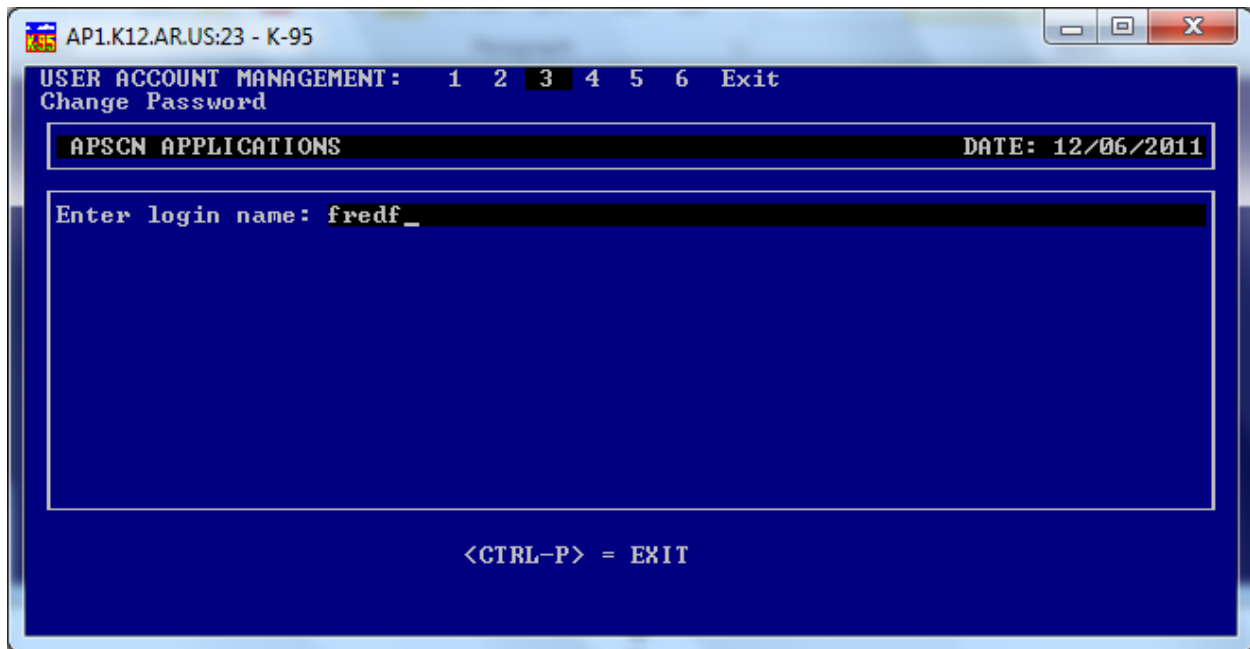 AP1.K12.AR.US:23 - K-95
USER ACCOUNT MANAGEMENT: 1 2 3 4 5 6 Exit
Change Password
APSCN APPLICATIONS DATE: 12/06/2011
Enter login name: fredf_
<CTRL-P> = EXIT